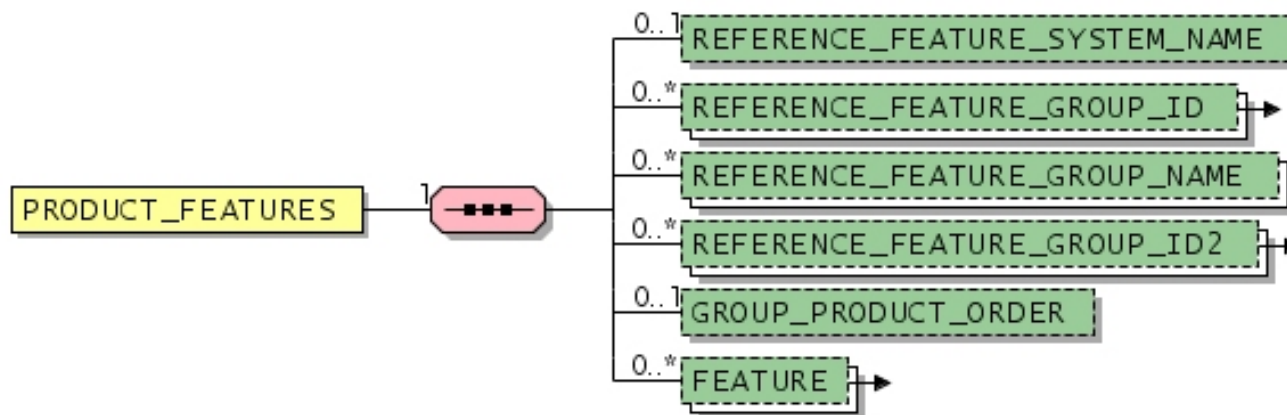 0..1
REFERENCE_FEATURE_SYSTEM_NAME
0..*
REFERENCE_FEATURE_GROUP_ID
0..*
REFERENCE_FEATURE_GROUP_NAME
PRODUCT_FEATURES
1
0..*
REFERENCE_FEATURE_GROUP_ID2
0..1
GROUP_PRODUCT_ORDER
0..*
FEATURE